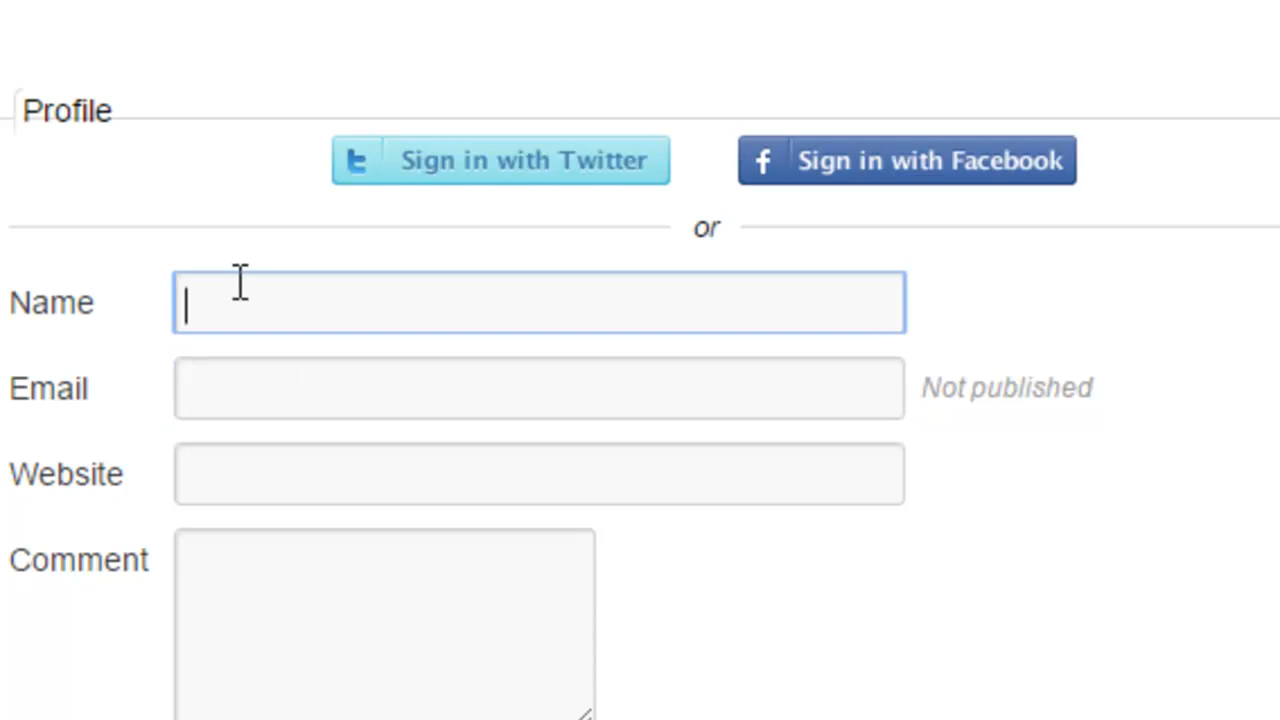 Profile
Sign in with Twitter
Sign in with Facebook
or
Name
Email
Not published
Website
Comment